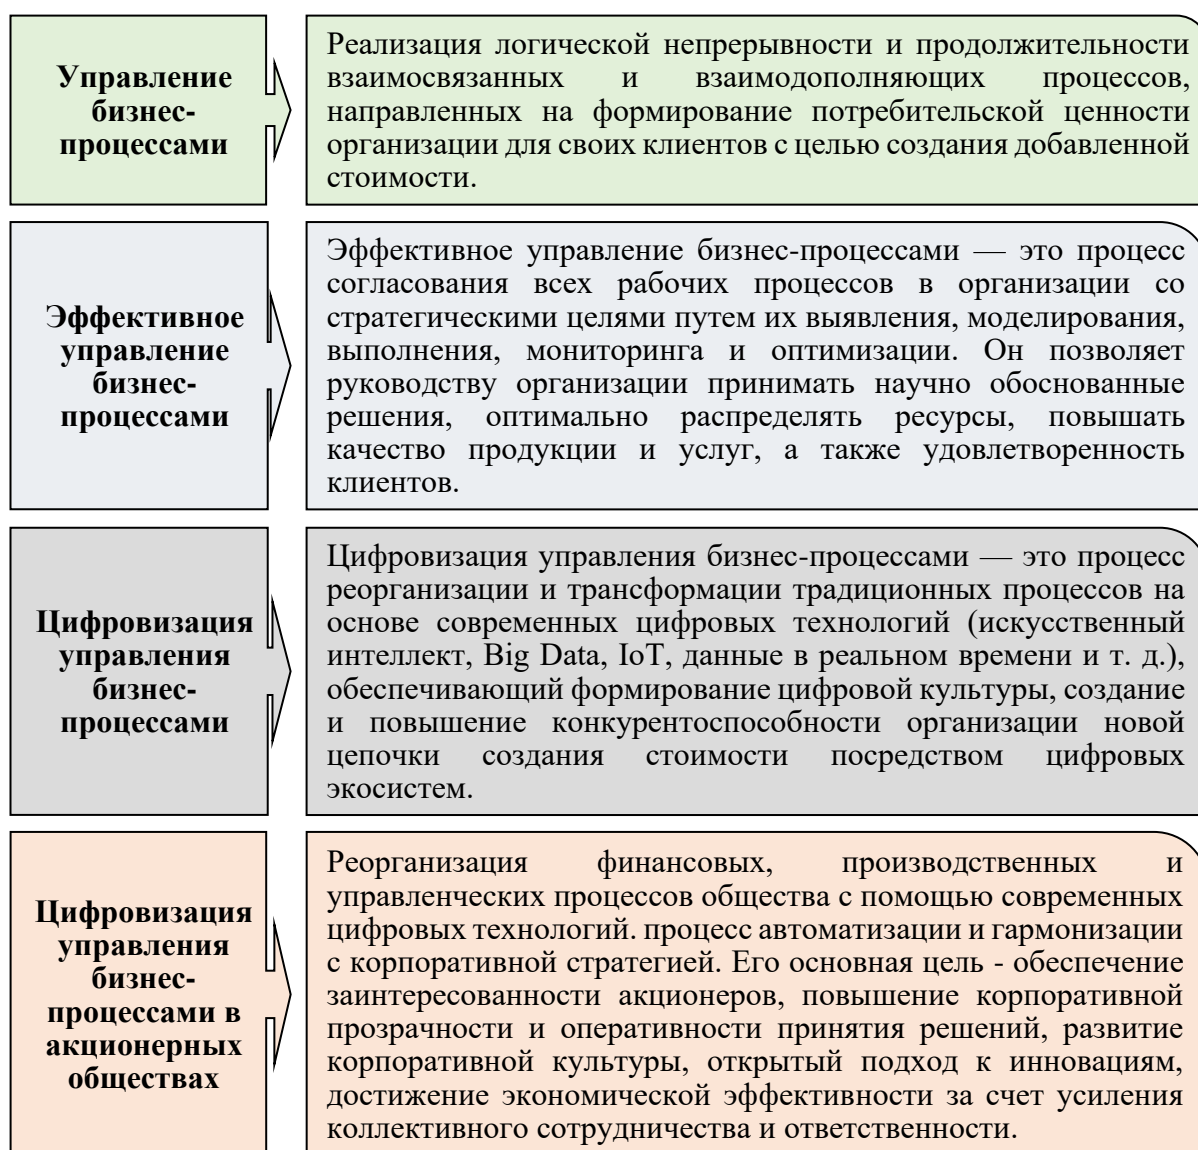 Управление
бизнес-
процессами
Реализация логической непрерывности и продолжительности
взаимосвязанных и взаимодополняющих процессов,
направленных на формирование потребительской ценности
организации для своих клиентов с целью создания добавленной
стоимости.
Эффективное
управление
бизнес-
процессами
Эффективное управление бизнес-процессами — это процесс
согласования всех рабочих процессов в организации со
стратегическими целями путем их выявления, моделирования,
выполнения, мониторинга и оптимизации. Он позволяет
руководству организации принимать научно обоснованные
решения, оптимально распределять ресурсы, повышать
качество продукции и услуг, а также удовлетворенность
клиентов.
Цифровизация
управления
бизнес-
процессами
Цифровизация управления бизнес-процессами — это процесс
реорганизации и трансформации традиционных процессов на
основе современных цифровых технологий (искусственный
интеллект, Big Data, IoT, данные в реальном времени и т. д.),
обеспечивающий формирование цифровой культуры, создание
и повышение конкурентоспособности организации новой
цепочки создания стоимости посредством цифровых
экосистем.
Цифровизация
управления
бизнес-
процессами в
акционерных
обществах
Реорганизация финансовых, производственных и
управленческих процессов общества с помощью современных
цифровых технологий. процесс автоматизации и гармонизации
с корпоративной стратегией. Его основная цель - обеспечение
заинтересованности акционеров, повышение корпоративной
прозрачности и оперативности принятия решений, развитие
корпоративной культуры, открытый подход к инновациям,
достижение экономической эффективности за счет усиления
коллективного сотрудничества и ответственности.